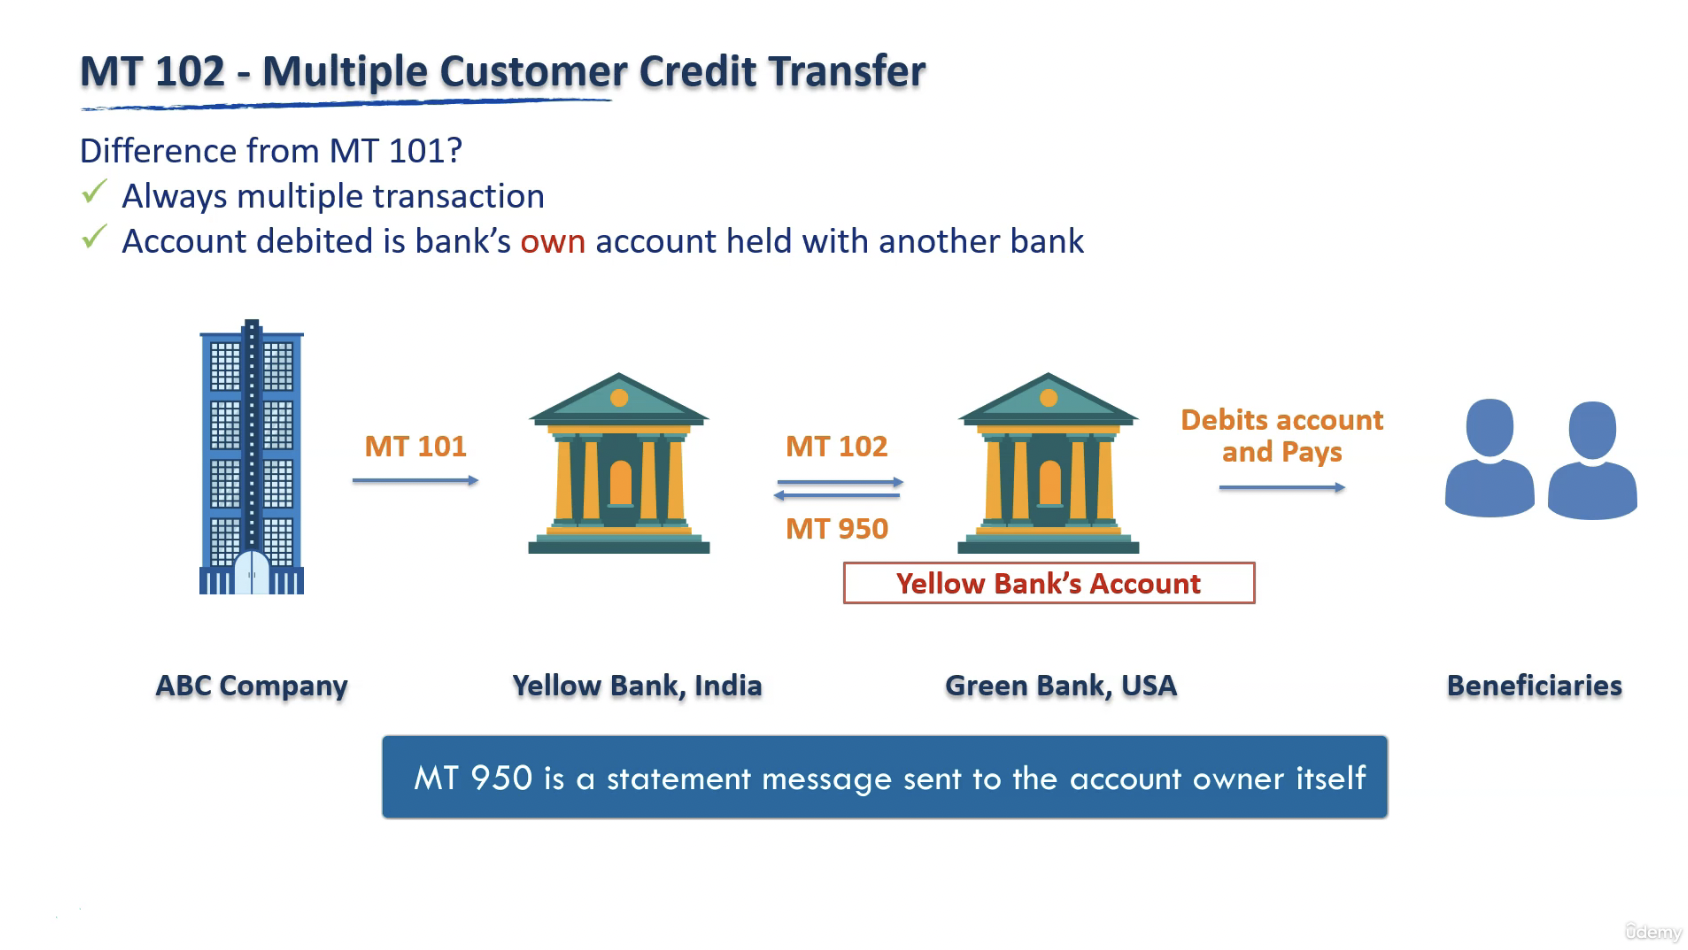 MT 102 - Multiple Customer Credit Transfer
Difference from MT 101?
Always multiple transaction
Account debited is bank's own account held with another bank
MT 101
MT 102
MT 950
Debits account
and Pays
Yellow Bank's Account
ABC Company
Yellow Bank, India
Green Bank, USA
Beneficiaries
MT 950 is a statement message sent to the account owner itself
ûdemy